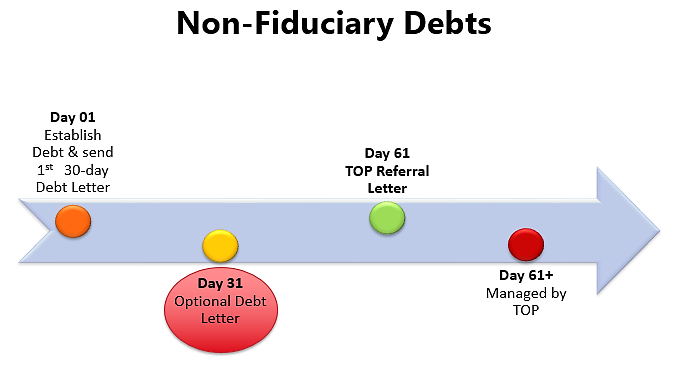 Non-Fiduciary Debts
Day 01
Establish
Debt & send
1st 30-day
Debt Letter
Day 61
TOP Referral
Letter
Day 31
Optional Debt
Letter
Day 61+
Managed by
TOP